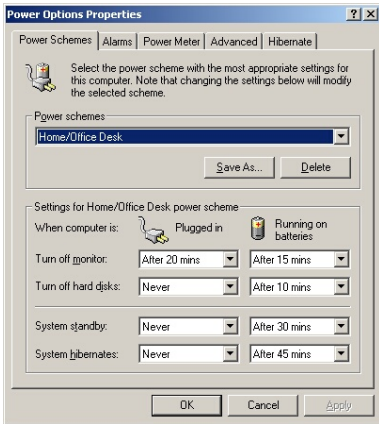 Power Options Properties
Power Schemes Alarms Power Meter Advanced Hibernate
Select the power scheme with the most appropriate settings for
this computer. Note that changing the settings below will modify
the selected scheme.
Power schemes
Home/Office Desk
Save As... Delete
Settings for Home/Office Desk power scheme
When computer is: Plugged in Running on
batteries
Turn off monitor: After 20 mins After 15 mins
Turn off hard disks: Never After 10 mins
System standby: Never After 30 mins
System hibernates: Never After 45 mins
OK Cancel Apply